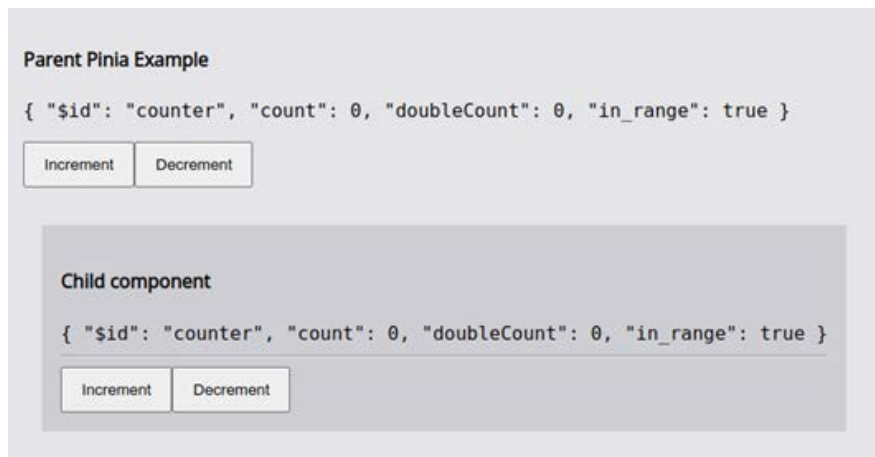 Parent Pinia Example
{ "$id": "counter", "count": 0, "doubleCount": 0, "in_range": true }
Increment Decrement
Child component
{ "$id": "counter", "count": 0, "doubleCount": 0, "in_range": true }
Increment Decrement